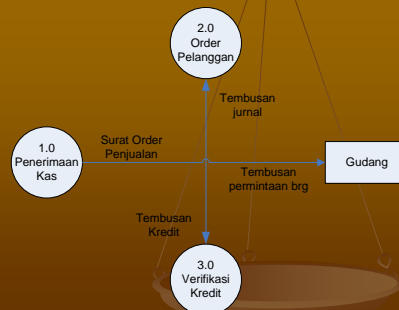 2.0
Order
Pelanggan
Tembusan
jurnal
1.0
Penerimaan
Kas
Surat Order
Penjualan
Tembusan
permintaan brg
Gudang
Tembusan
Kredit
3.0
Verifikasi
Kredit